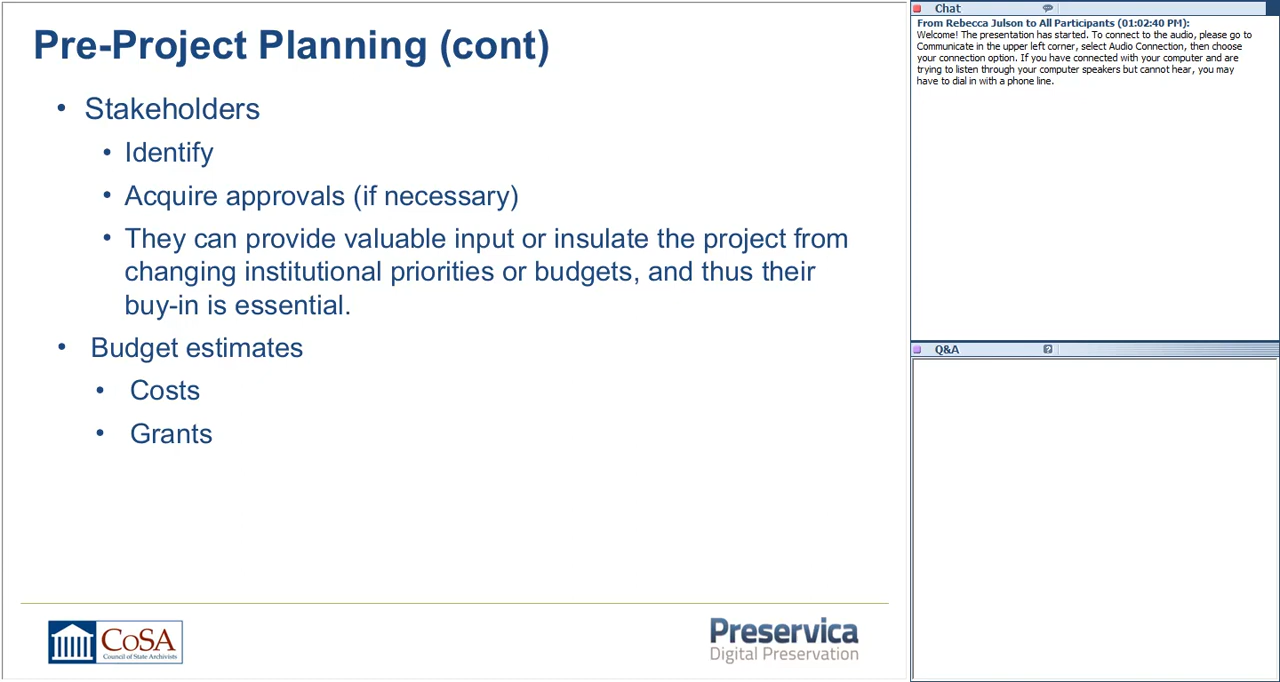 Pre-Project Planning (cont)
• Stakeholders
• Identify
• Acquire approvals (if necessary)
• They can provide valuable input or insulate the project from
changing institutional priorities or budgets, and thus their
buy-in is essential.
• Budget estimates
• Costs
• Grants
CoSA
Council of State Archivists
Preservica
Digital Preservation
Chat
From Rebecca Julson to All Participants (01:02:40 PM):
Welcome! The presentation has started. To connect to the audio, please go to
Communicate in the upper left corner, select Audio Connection, then choose
your connection option. If you have connected with your computer and are
trying to listen through your computer speakers but cannot hear, you may
have to dial in with a phone line.
Q&A
?